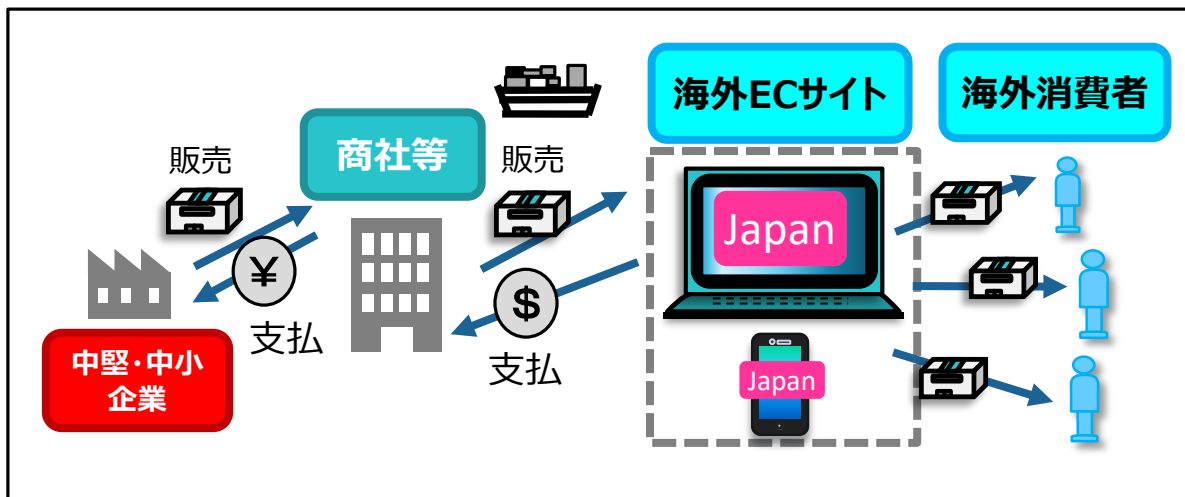 海外ECサイト
海外消費者
商社等
販売
販売
Japan
¥
$
支払
支払
中堅・中小
企業
Japan